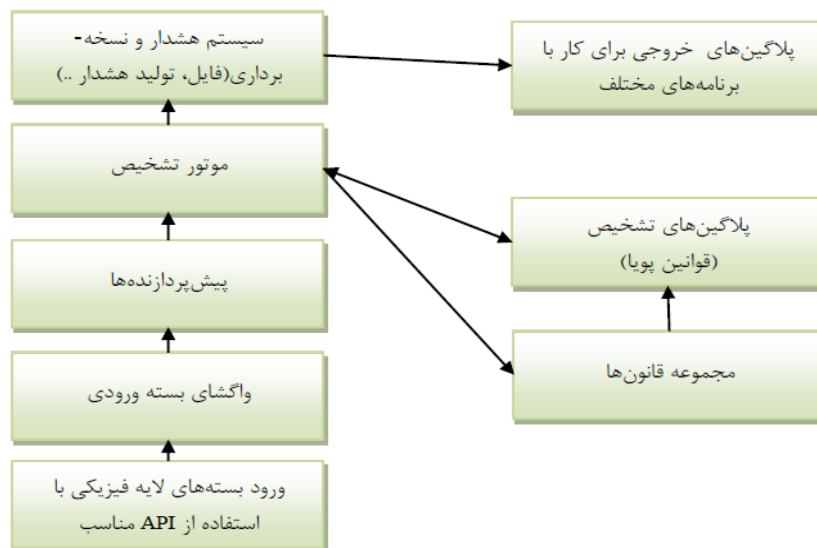 سیستم هشدار و نسخه-
برداری(فایل، تولید هشدار ..)
پلاگین‌های خروجی برای کار با
برنامه‌های مختلف
موتور تشخیص
پلاگین‌های تشخیص
(قوانین پویا)
پیش‌پردازنده‌ها
مجموعه قانون‌ها
واگشای بسته ورودی
ورود بسته‌های لایه فیزیکی با
استفاده از API مناسب